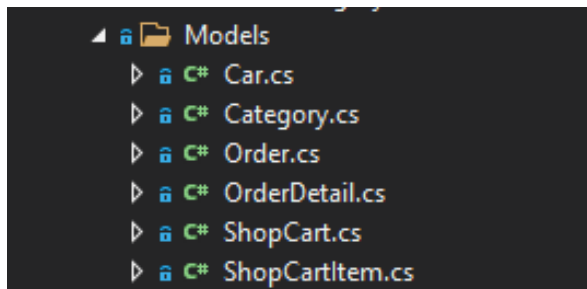 Models
C# Car.cs
C# Category.cs
C# Order.cs
C# OrderDetail.cs
C# ShopCart.cs
C# ShopCartItem.cs